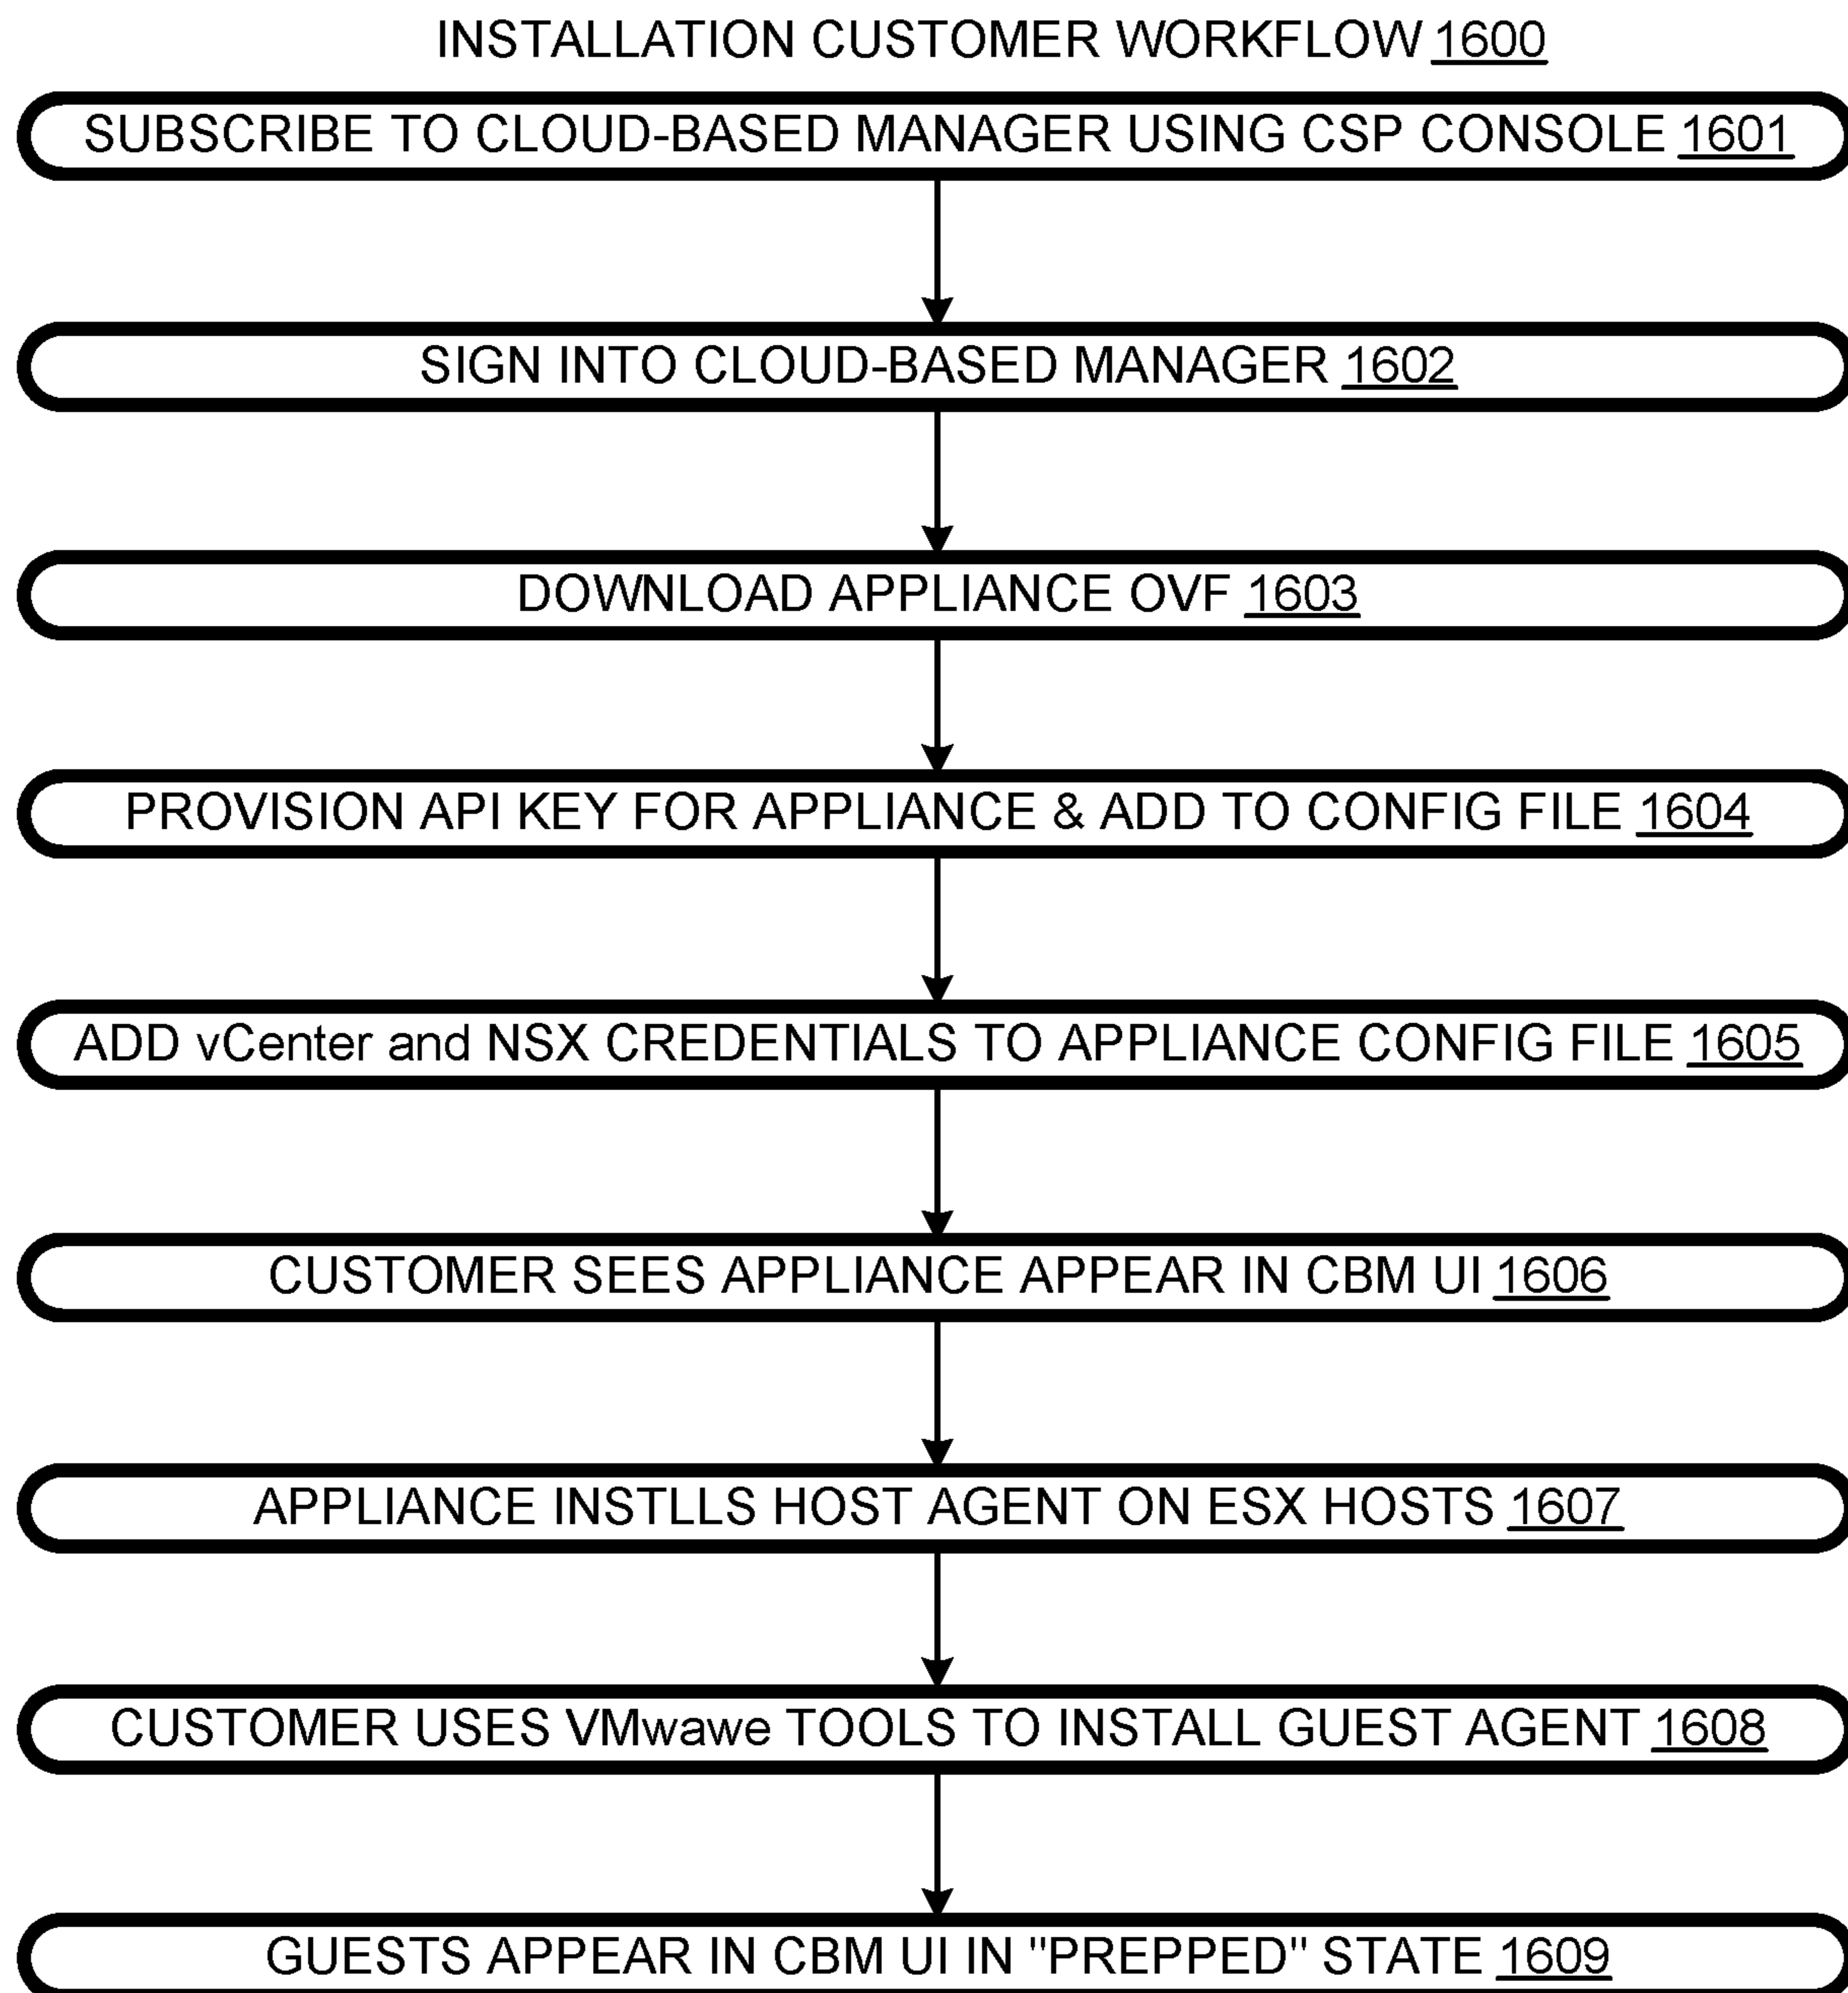 INSTALLATION CUSTOMER WORKFLOW 1600
SUBSCRIBE TO CLOUD-BASED MANAGER USING CSP CONSOLE 1601
SIGN INTO CLOUD-BASED MANAGER 1602
DOWNLOAD APPLIANCE OVF 1603
PROVISION API KEY FOR APPLIANCE & ADD TO CONFIG FILE 1604
ADD vCenter and NSX CREDENTIALS TO APPLIANCE CONFIG FILE 1605
CUSTOMER SEES APPLIANCE APPEAR IN CBM UI 1606
APPLIANCE INSTLLS HOST AGENT ON ESX HOSTS 1607
CUSTOMER USES VMwawe TOOLS TO INSTALL GUEST AGENT 1608
GUESTS APPEAR IN CBM UI IN "PREPPED" STATE 1609